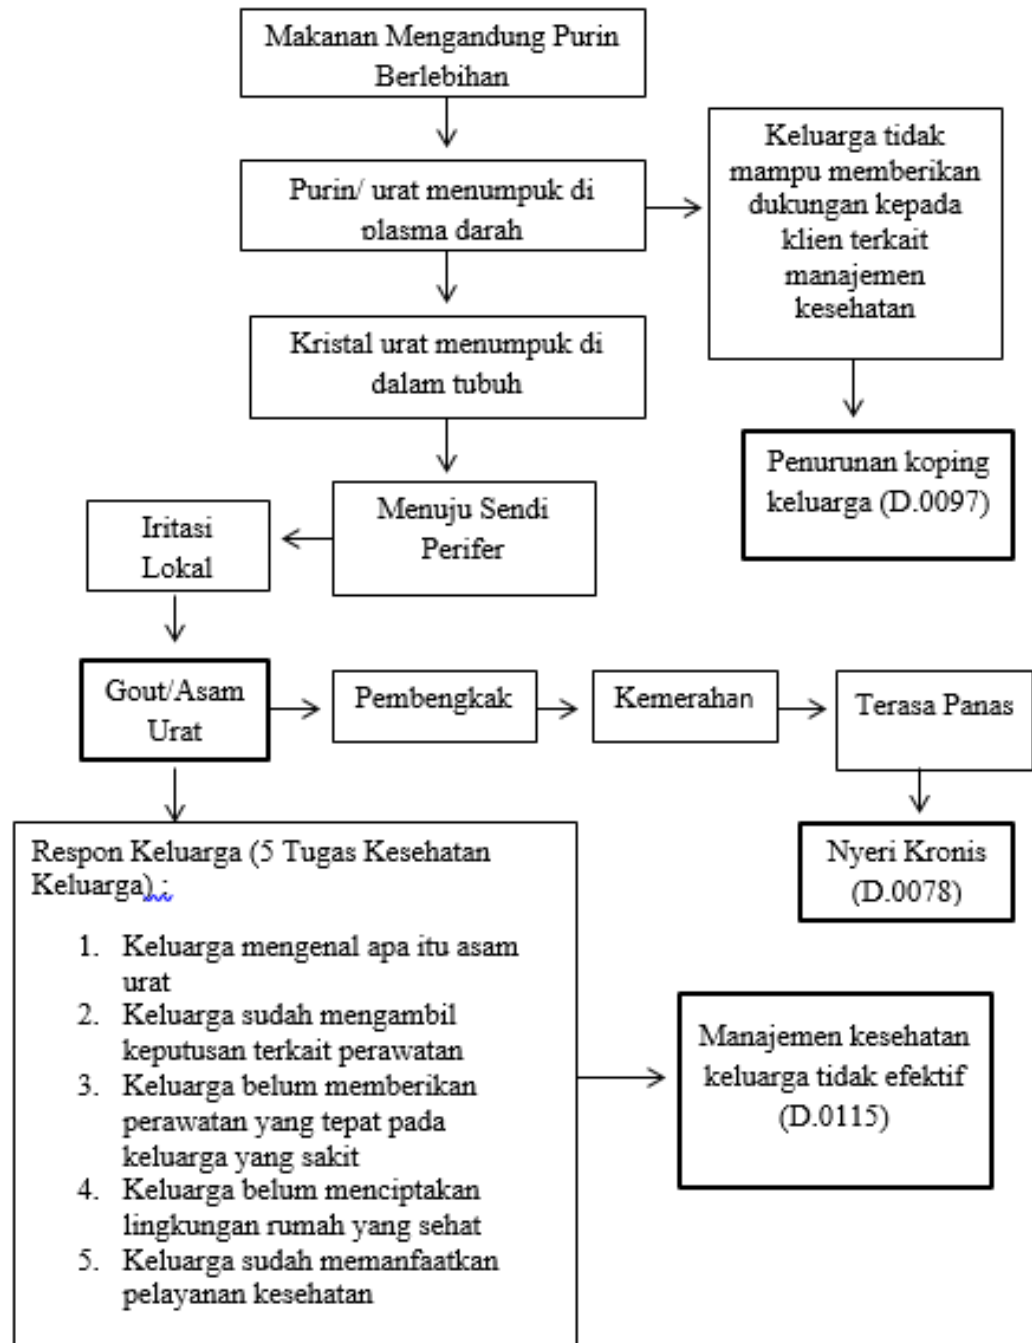 Makanan Mengandung Purin
Berlebihan
Purin/ urat menumpuk di
plasma darah
Keluarga tidak
mampu memberikan
dukungan kepada
klien terkait
manajemen
kesehatan
Kristal urat menumpuk di
dalam tubuh
Penurunan koping
keluarga (D.0097)
Menuju Sendi
Perifer
Iritasi
Lokal
Gout/Asam
Urat
Pembengkak
Kemerahan
Terasa Panas
Nyeri Kronis
(D.0078)
Respon Keluarga (5 Tugas Kesehatan
Keluarga) :
1. Keluarga mengenal apa itu asam
urat
2. Keluarga sudah mengambil
keputusan terkait perawatan
3. Keluarga belum memberikan
perawatan yang tepat pada
keluarga yang sakit
4. Keluarga belum menciptakan
lingkungan rumah yang sehat
5. Keluarga sudah memanfaatkan
pelayanan kesehatan
Manajemen kesehatan
keluarga tidak efektif
(D.0115)